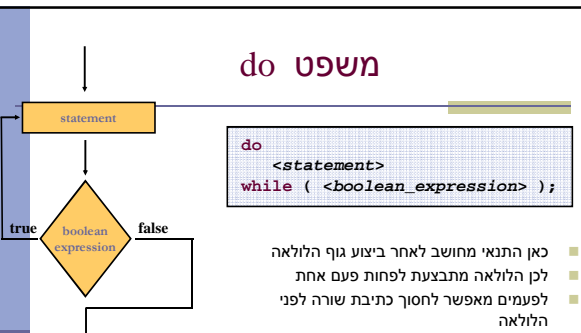 משפט do
statement
do
<statement>
while ( <boolean_expression> );
true
boolean
expression
false
כאן התנאי מחושב לאחר ביצוע גוף הלולאה
לכן הלולאה מתבצעת לפחות פעם אחת
לפעמים מאפשר לחסוך כתיבת שורה לפני
הלולאה